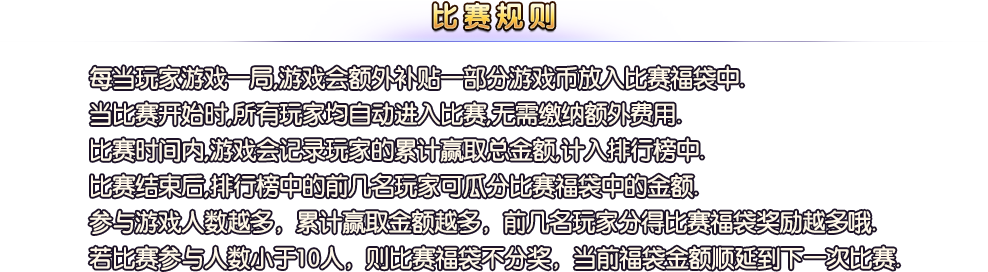 比赛规则
每当玩家游戏一局,游戏会额外补贴一部分游戏币放入比赛福袋中.
当比赛开始时,所有玩家均自动进入比赛,无需缴纳额外费用.
比赛时间内,游戏会记录玩家的累计赢取总金额,计入排行榜中.
比赛结束后,排行榜中的前几名玩家可瓜分比赛福袋中的金额.
参与游戏人数越多，累计赢取金额越多，前几名玩家分得比赛福袋奖励越多哦.
若比赛参与人数小于10人，则比赛福袋不分奖，当前福袋金额顺延到下一次比赛.